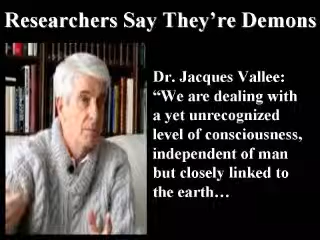 Researchers Say They're Demons
Dr. Jacques Vallee:
“We are dealing with
a yet unrecognized
level of consciousness,
independent of man
but closely linked to
the earth…